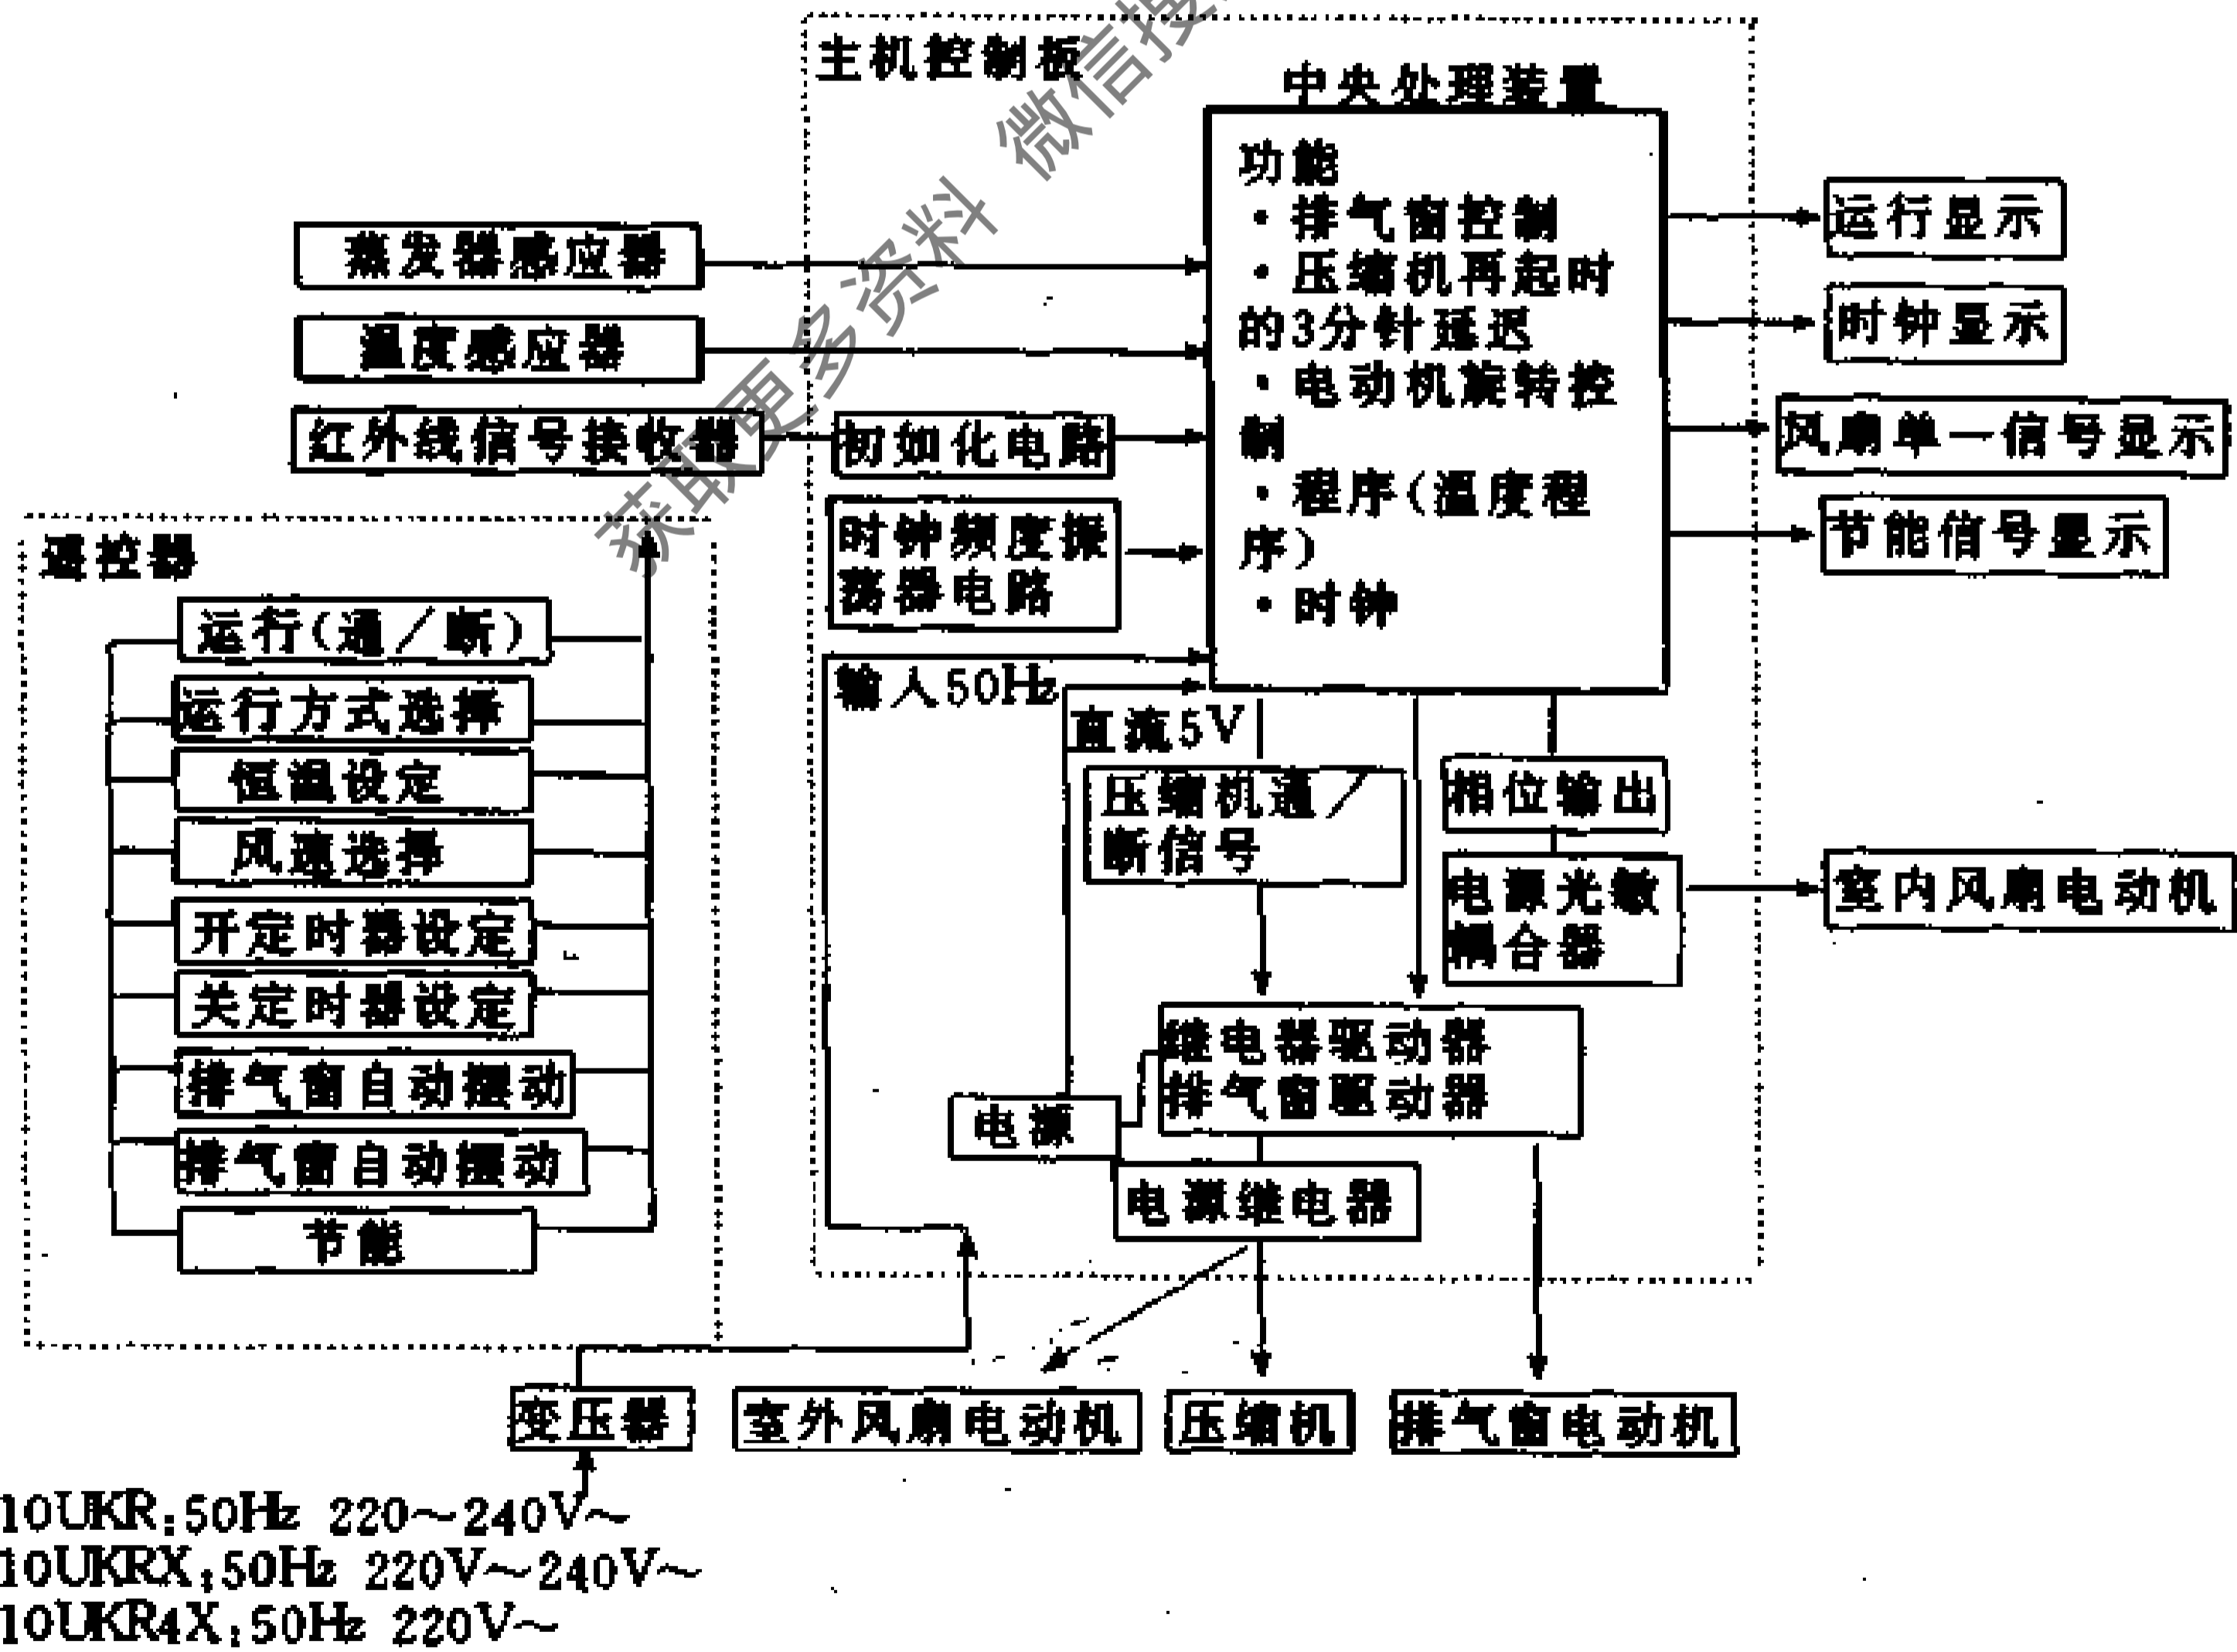 主机控制板
中央处理装置
功能
·排气窗控制
·压缩机再起时
的3分针延迟
·电动机旋转控
制
·程序(温度程
序)
·时钟
蒸发器感应器
温度感应器
红外线信号接收器
初如化电路
时钟频度振
荡器电路
输入50Hz
直流5V
运行显示
时钟显示
风扇单一信号显示
节能信号显示
遥控器
运行(通/断)
运行方式选择
恒温设定
风速选择
开定时器设定
关定时器设定
排气窗自动摆动
排气窗自动摆动
节能
压缩机通/
断信号
相位输出
电源光敏
耦合器
室内风扇电动机
继电器驱动器
排气窗驱动器
电源
电源继电器
变压器
室外风扇电动机
压缩机
排气窗电动机
10UKR:50Hz 220~240V~
10UKRX:50Hz 220V~240V~
10UKR4X:50Hz 220V~
获取更多资料 微信搜